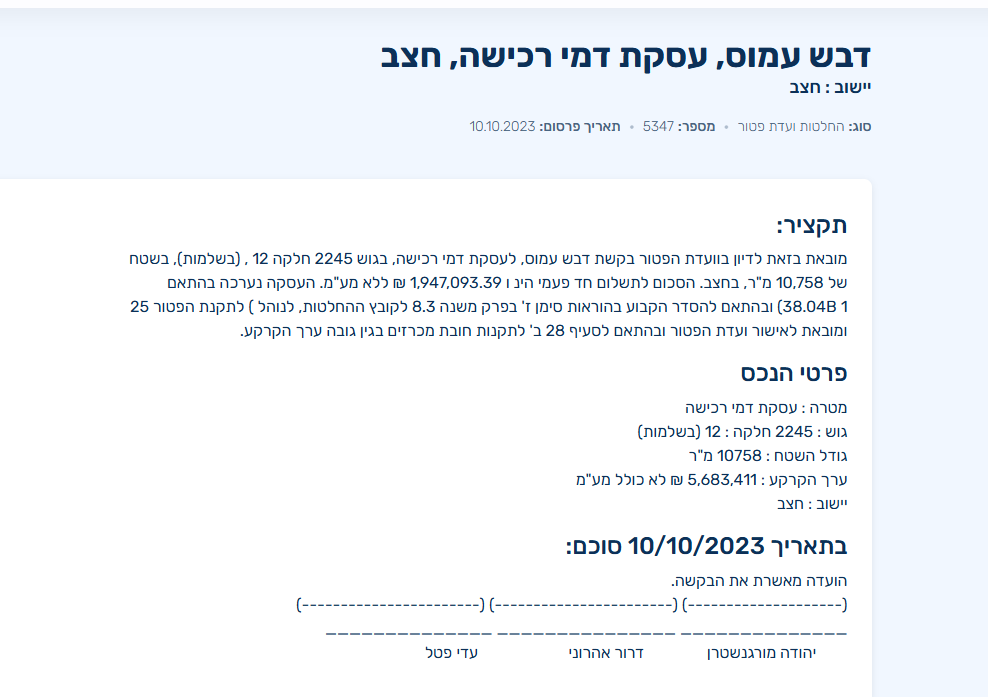 דבש עמוס, עסקת דמי רכישה, חצב
יישוב : חצב
סוג: החלטות ועדת פטור • מספר: 5347 • תאריך פרסום: 10.10.2023
תקציר:
מובאת בזאת לדיון בוועדת הפטור בקשת דבש עמוס, לעסקת דמי רכישה, בגוש 2245 חלקה 12 , (בשלמות), בשטח
של 10,758 מ"ר, בחצב. הסכום לתשלום חד פעמי הינ ו 1,947,093.39 ₪ ללא מע"מ. העסקה נערכה בהתאם
1 38.04B) ובהתאם להסדר הקבוע בהוראות סימן ז' בפרק משנה 8.3 לקובץ ההחלטות, לנוהל ) לתקנת הפטור 25
ומובאת לאישור ועדת הפטור ובהתאם לסעיף 28 ב' לתקנות חובת מכרזים בגין גובה ערך הקרקע.
פרטי הנכס
מטרה : עסקת דמי רכישה
גוש : 2245 חלקה : 12 (בשלמות)
גודל השטח : 10758 מ"ר
ערך הקרקע : 5,683,411 ₪ לא כולל מע"מ
יישוב : חצב
בתאריך 10/10/2023 סוכם:
הועדה מאשרת את הבקשה.
(--------------------) (-----------------------) (-----------------------)
______________ _______________ ______________
יהודה מורגנשטרן דרור אהרוני עדי פטל